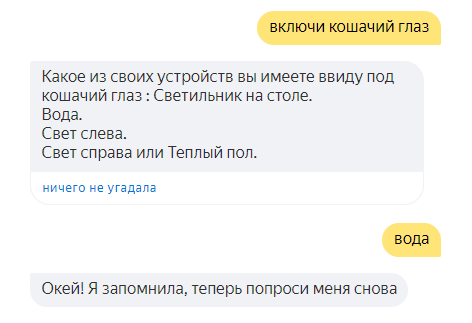 включи кошачий глаз
Какое из своих устройств вы имеете ввиду под
кошачий глаз : Светильник на столе.
Вода.
Свет слева.
Свет справа или Теплый пол.
ничего не угадала
вода
Окей! Я запомнила, теперь попроси меня снова